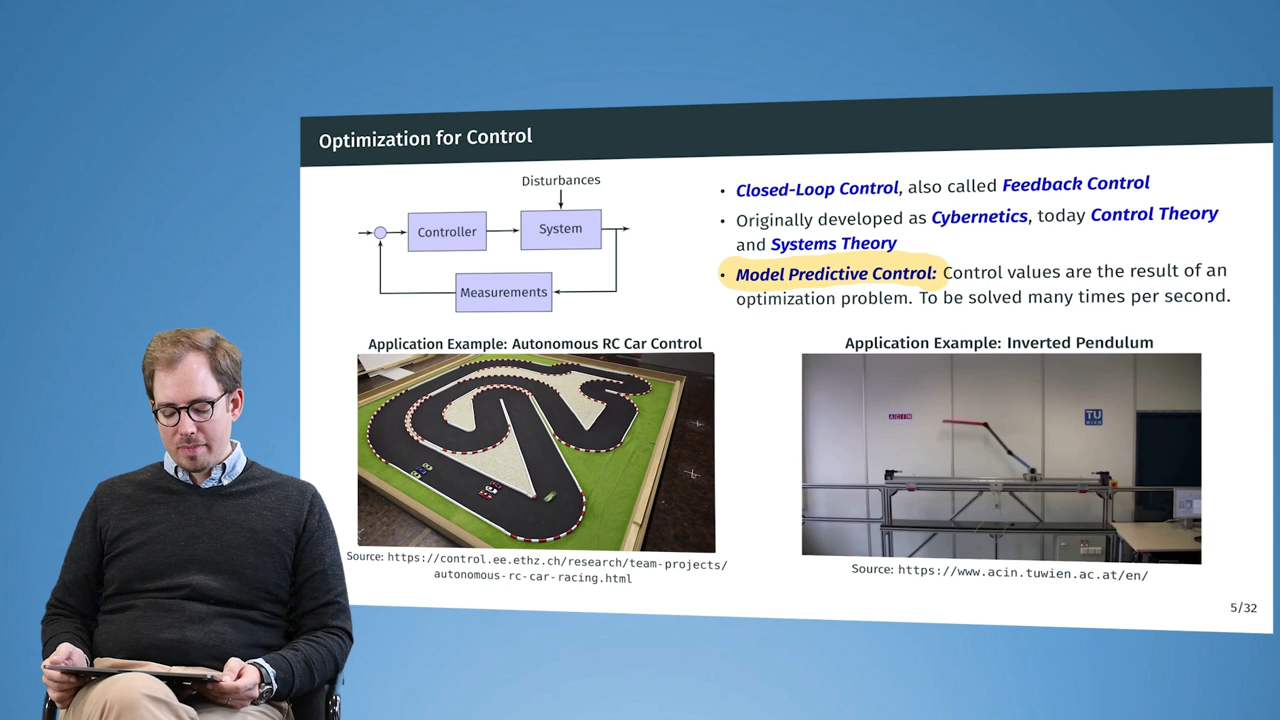 Optimization for Control
Disturbances
Controller
System
Measurements
• Closed-Loop Control, also called Feedback Control
• Originally developed as Cybernetics, today Control Theory
and Systems Theory
• Model Predictive Control: Control values are the result of an
optimization problem. To be solved many times per second.
Application Example: Autonomous RC Car Control
Application Example: Inverted Pendulum
ACIN
TU
WIEN
Source: https://control.ee.ethz.ch/research/team-projects/
autonomous-rc-car-racing.html
Source: https://www.acin.tuwien.ac.at/en/
5/32